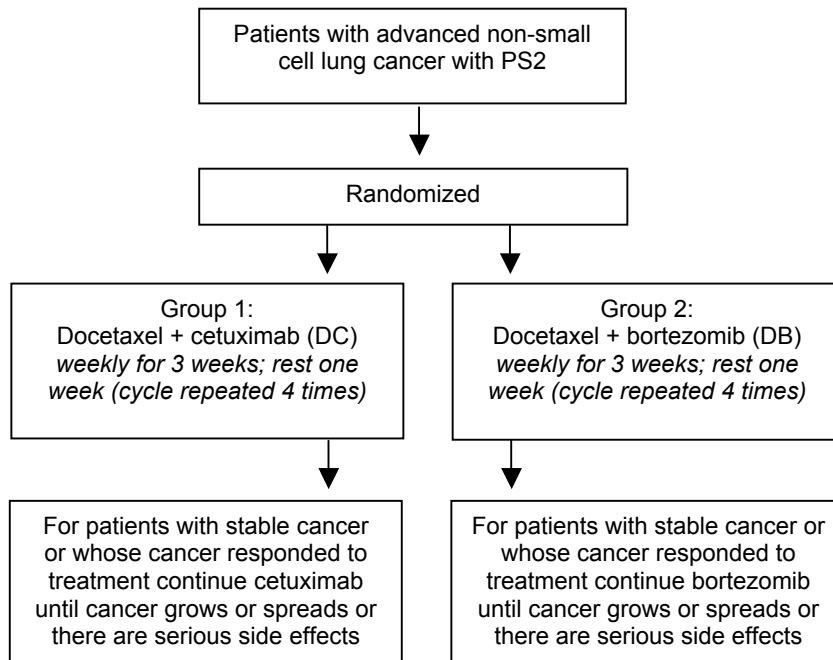 Patients with advanced non-small
cell lung cancer with PS2
Randomized
Group 1:
Docetaxel + cetuximab (DC)
weekly for 3 weeks; rest one
week (cycle repeated 4 times)
Group 2:
Docetaxel + bortezomib (DB)
weekly for 3 weeks; rest one
week (cycle repeated 4 times)
For patients with stable cancer
or whose cancer responded to
treatment continue cetuximab
until cancer grows or spreads or
there are serious side effects
For patients with stable cancer or
whose cancer responded to
treatment continue bortezomib
until cancer grows or spreads or
there are serious side effects